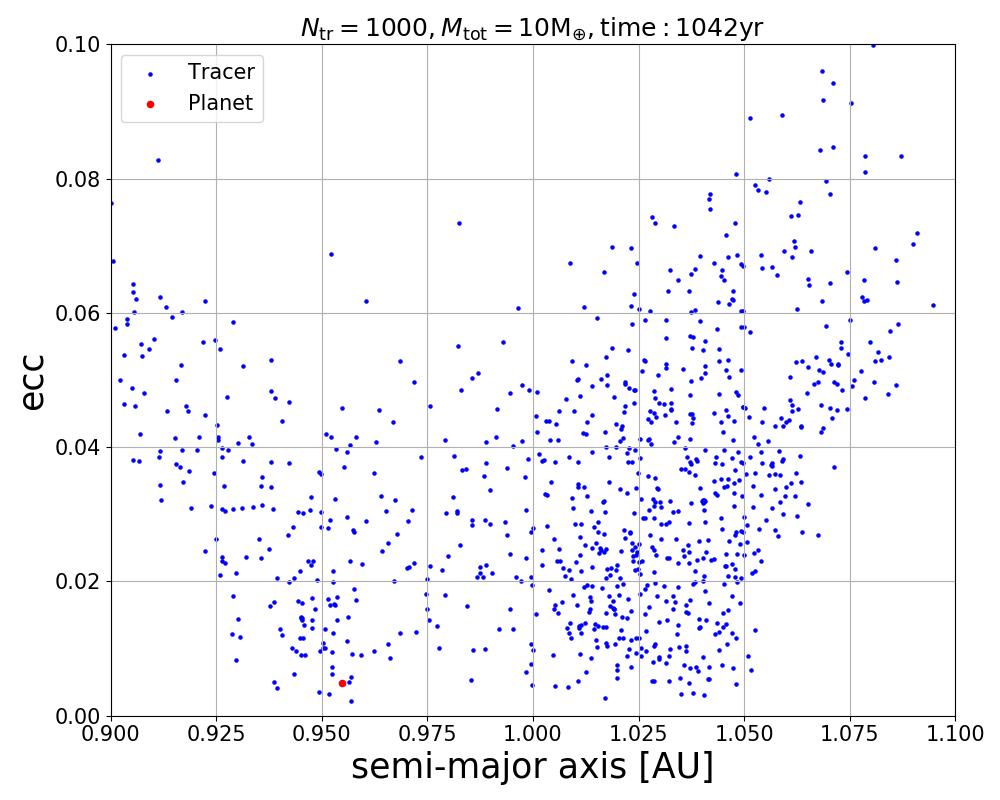 N_tr = 1000, M_tot = 10M_⊕, time : 1042yr
Tracer
Planet
0.10
0.08
0.06
0.04
0.02
0.00
ecc
0.900 0.925 0.950 0.975 1.000 1.025 1.050 1.075 1.100
semi-major axis [AU]